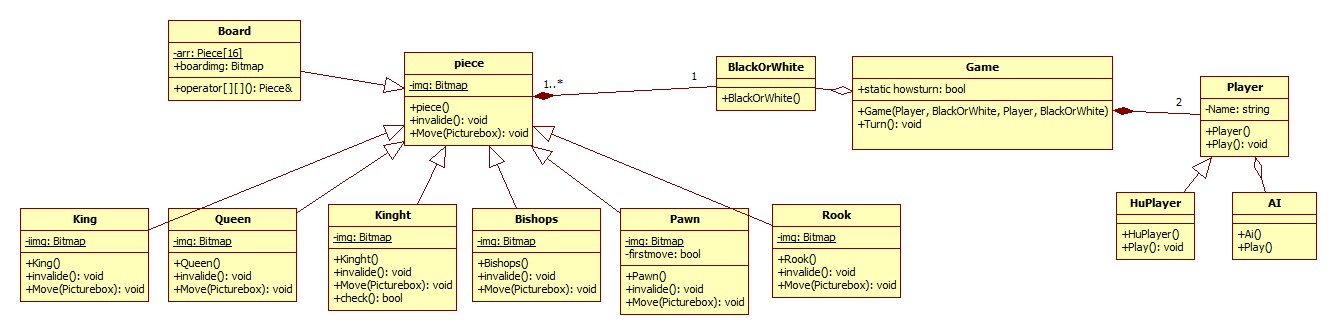 Board
-arr: Piece[16]
+boardimg: Bitmap
+operator[][](): Piece&
piece
-img: Bitmap
+piece()
+invalide(): void
+Move(Picturebox): void
1..*
1
BlackOrWhite
+BlackOrWhite()
Game
+static howsturn: bool
+Game(Player, BlackOrWhite, Player, BlackOrWhite)
+Turn(): void
2
Player
-Name: string
+Player()
+Play(): void
King
-iimg: Bitmap
+King()
+invalide(): void
+Move(Picturebox): void
Queen
-img: Bitmap
+Queen()
+invalide(): void
+Move(Picturebox): void
Kinght
-img: Bitmap
+Kinght()
+invalide(): void
+Move(Picturebox): void
+check(): bool
Bishops
-img: Bitmap
+Bishops()
+invalide(): void
+Move(Picturebox): void
Pawn
-img: Bitmap
-firstmove: bool
+Pawn()
+invalide(): void
+Move(Picturebox): void
Rook
-img: Bitmap
+Rook()
+invalide(): void
+Move(Picturebox): void
HuPlayer
+HuPlayer()
+Play(): void
AI
+Ai()
+Play()